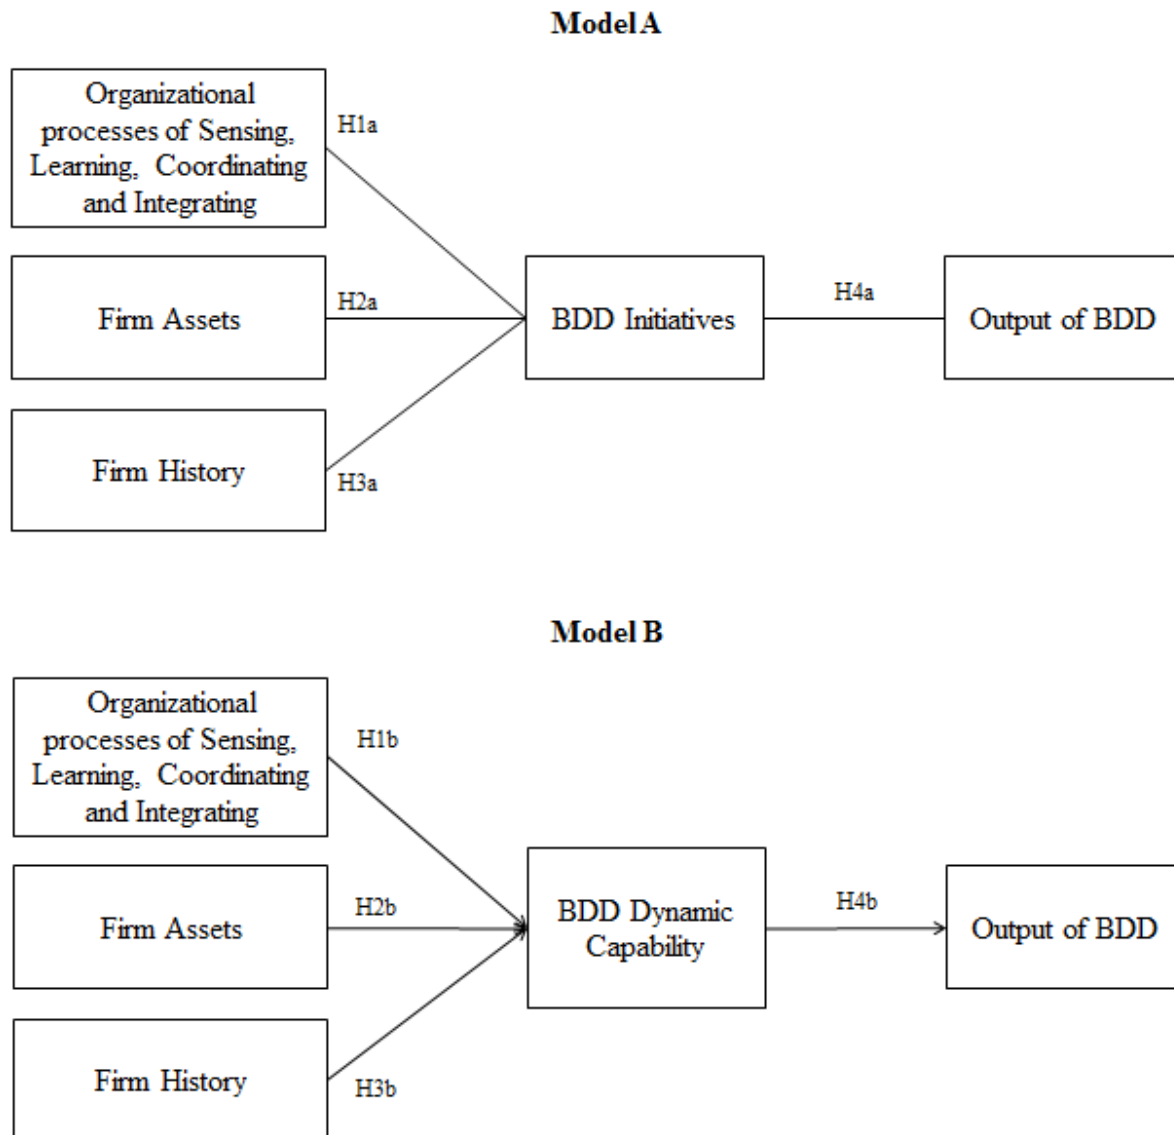 Model A
Organizational
processes of Sensing,
Learning, Coordinating
and Integrating
H1a
Firm Assets
H2a
BDD Initiatives
H4a
Output of BDD
Firm History
H3a
Model B
Organizational
processes of Sensing,
Learning, Coordinating
and Integrating
H1b
Firm Assets
H2b
BDD Dynamic
Capability
H4b
Output of BDD
Firm History
H3b